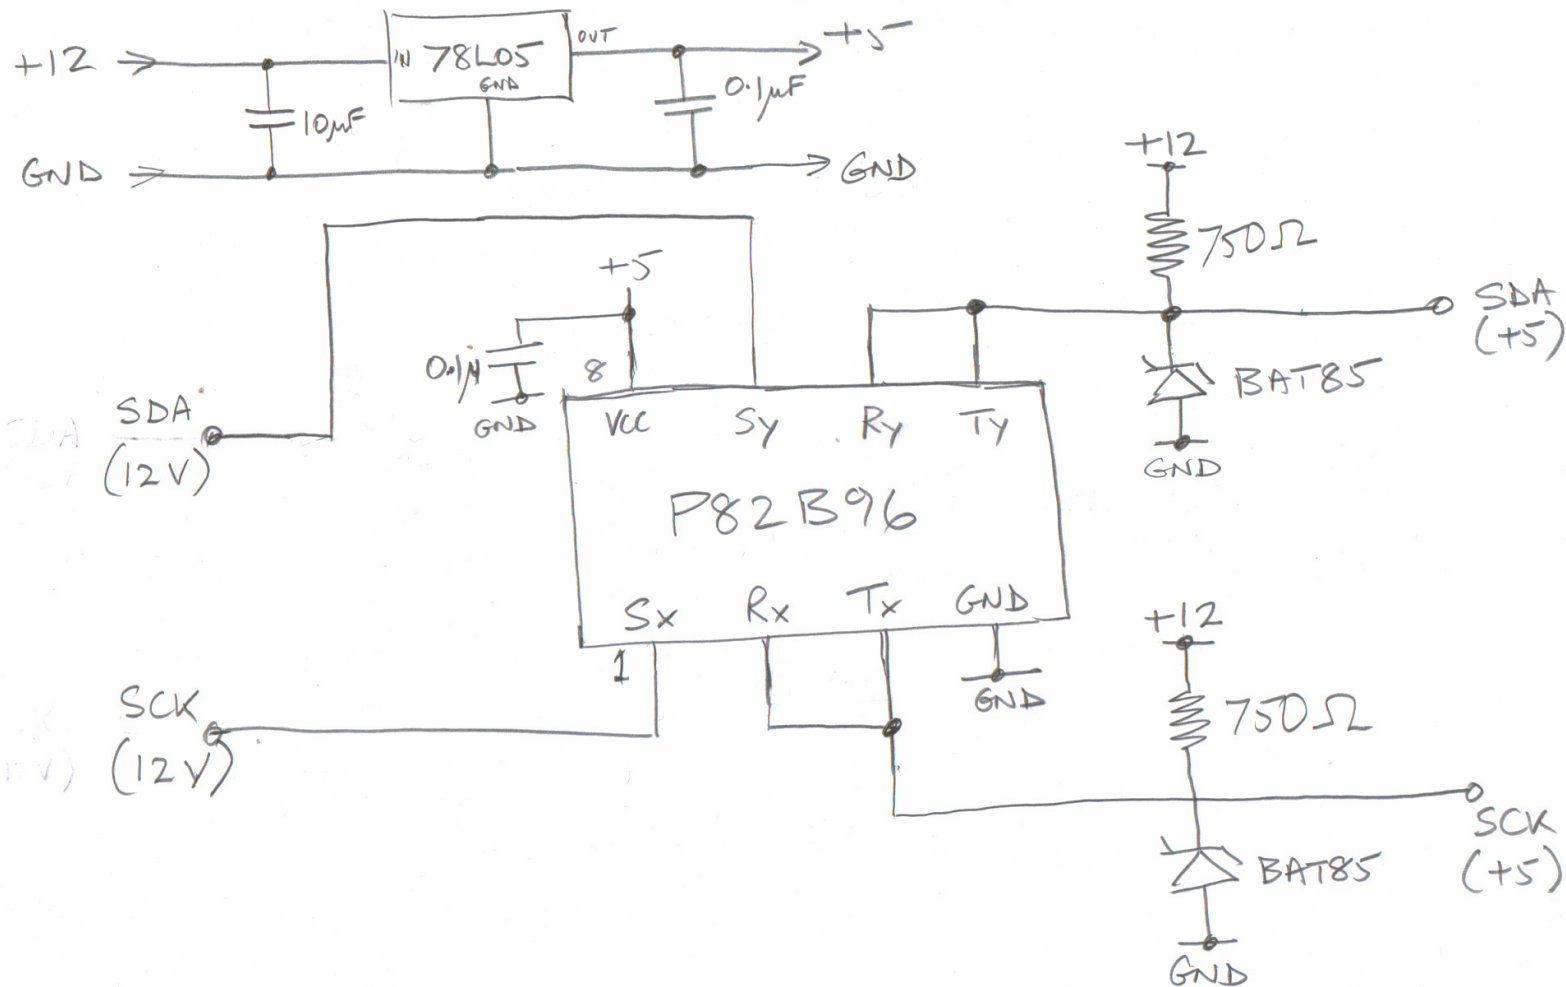 +12
IN 78L05 OUT
GND
+5
10µF
0.1µF
GND
GND
+12
750Ω
+5
SDA
(+5)
0.1µ
8
GND
BAT85
GND
SDA
(12V)
VCC Sy Ry Ty
P82B96
Sx Rx Tx GND
1
GND
+12
750Ω
SCK
(12V)
SCK
(+5)
BAT85
GND